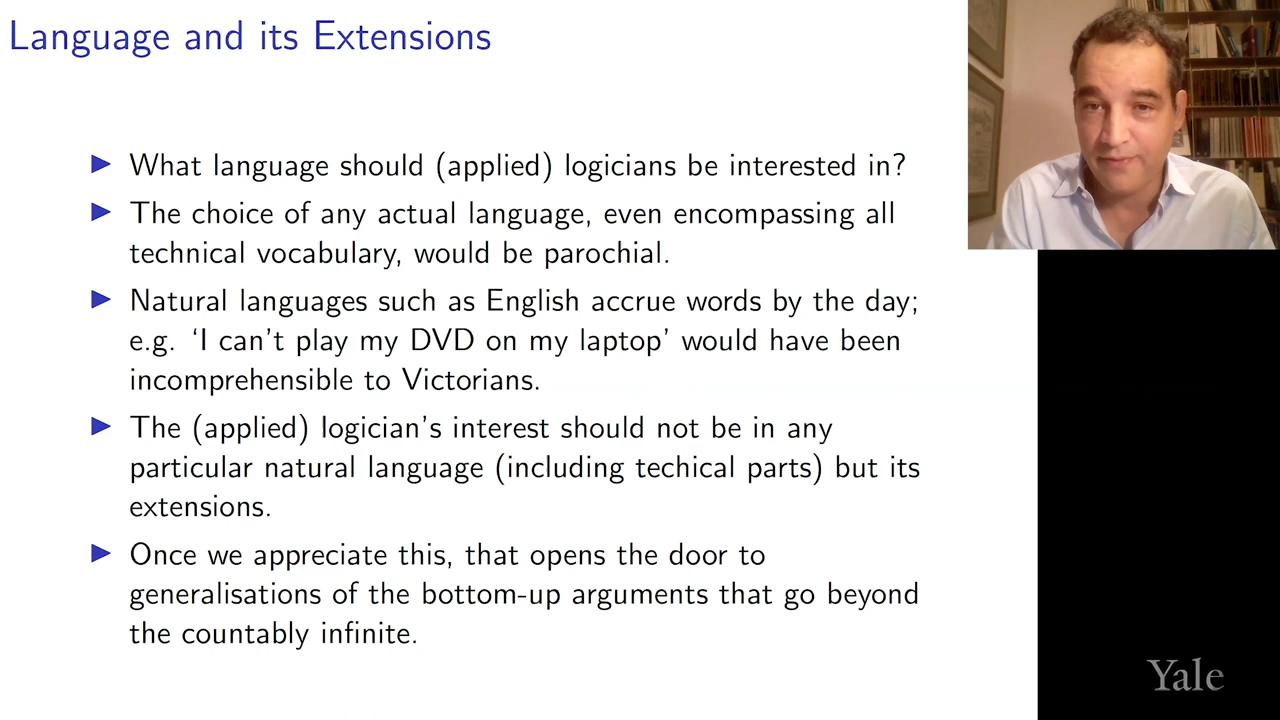 Language and its Extensions
What language should (applied) logicians be interested in?
The choice of any actual language, even encompassing all
technical vocabulary, would be parochial.
Natural languages such as English accrue words by the day;
e.g. ‘I can’t play my DVD on my laptop’ would have been
incomprehensible to Victorians.
The (applied) logician’s interest should not be in any
particular natural language (including techical parts) but its
extensions.
Once we appreciate this, that opens the door to
generalisations of the bottom-up arguments that go beyond
the countably infinite.
Yale